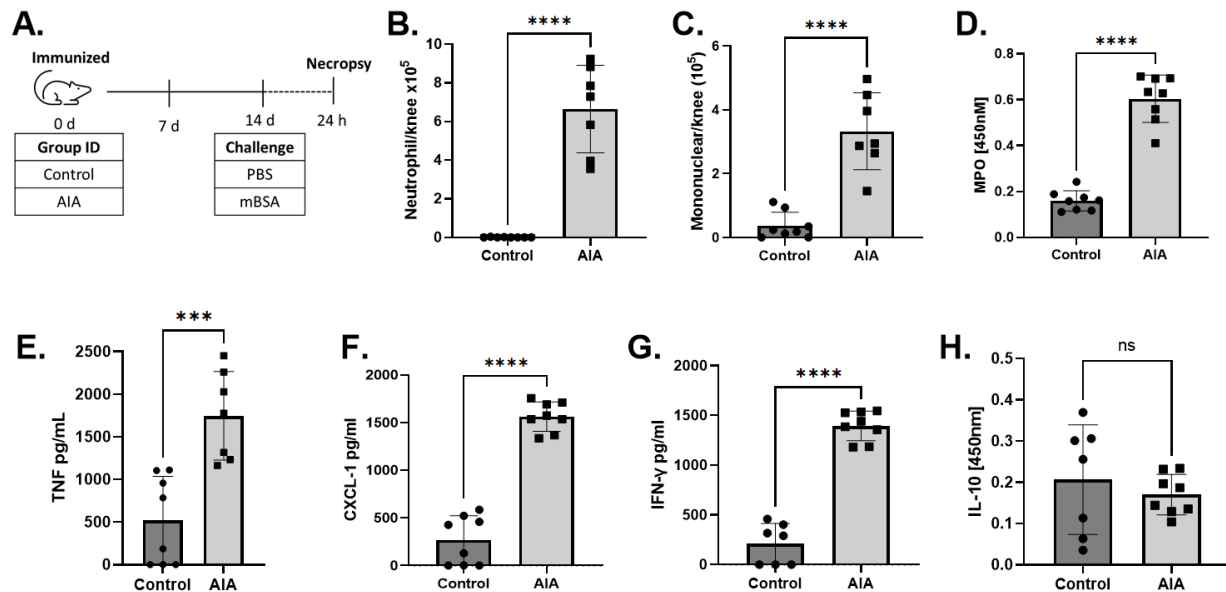 A.
Immunized
Necropsy
0 d
7 d
14 d
24 h
Group ID
Challenge
Control
PBS
AIA
mBSA
B.
Neutrophil/knee x10⁵
10
8
6
4
2
0
****
Control
AIA
C.
Mononuclear/knee (10⁵)
6
4
2
0
****
Control
AIA
D.
MPO [450nM]
0.8
0.6
0.4
0.2
0.0
****
Control
AIA
E.
TNF pg/mL
2500
2000
1500
1000
500
0
***
Control
AIA
F.
CXCL-1 pg/ml
2000
1500
1000
500
0
****
Control
AIA
G.
IFN-γ pg/ml
2000
1500
1000
500
0
****
Control
AIA
H.
IL-10 [450nm]
0.5
0.4
0.3
0.2
0.1
0.0
ns
Control
AIA